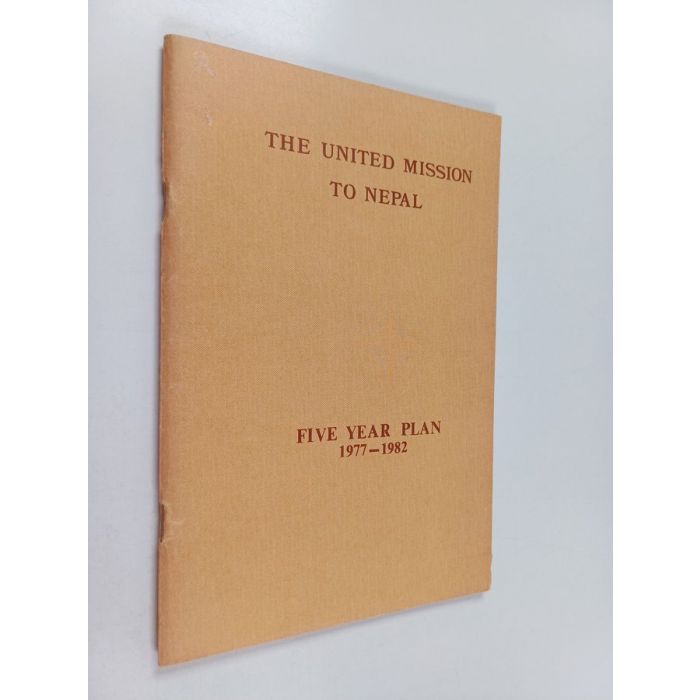 THE UNITED MISSION
TO NEPAL
FIVE YEAR PLAN
1977—1982